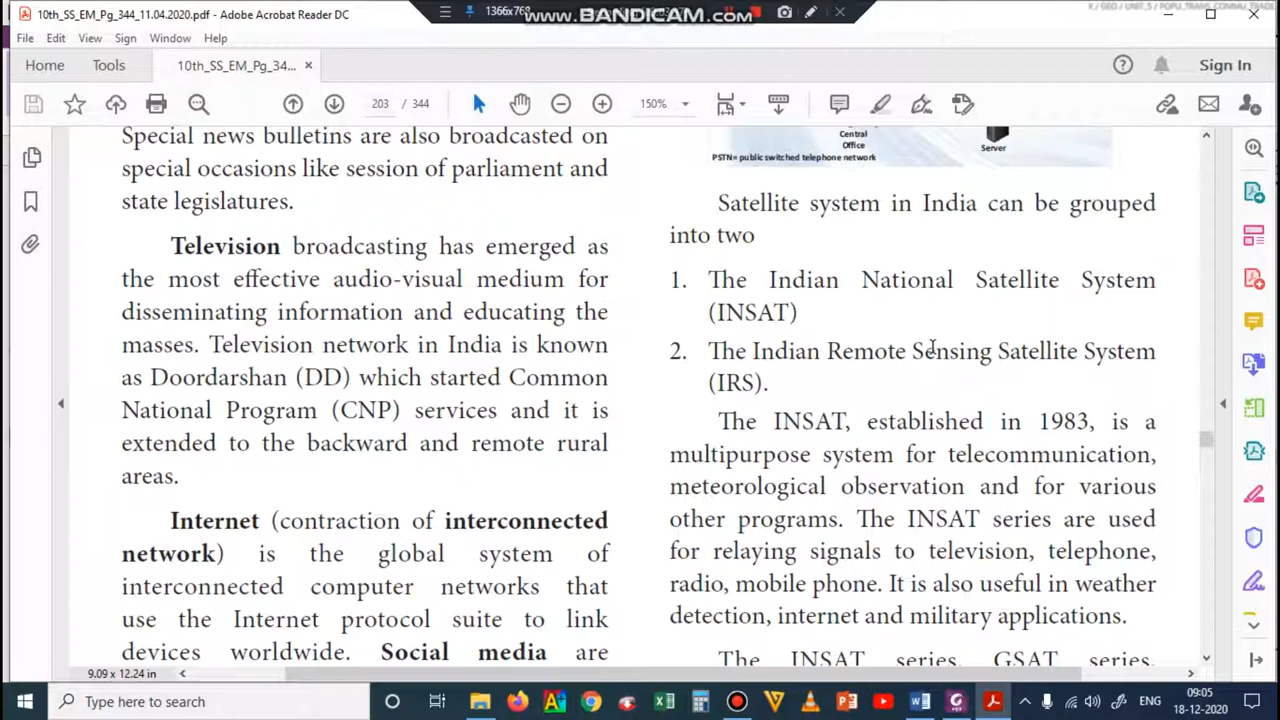 10th_SS_EM_Pg_344_11.04.2020.pdf - Adobe Acrobat Reader DC
1366x768
www.BANDICAM.com
X / GEO / UNIT_5 / POPU_TRANS_COMMU_TRADE
File Edit View Sign Window Help
Home Tools 10th_SS_EM_Pg_34... × Sign In
203 / 344 150%
Special news bulletins are also broadcasted on
special occasions like session of parliament and
state legislatures.
Television broadcasting has emerged as
the most effective audio-visual medium for
disseminating information and educating the
masses. Television network in India is known
as Doordarshan (DD) which started Common
National Program (CNP) services and it is
extended to the backward and remote rural
areas.
Internet (contraction of interconnected
network) is the global system of
interconnected computer networks that
use the Internet protocol suite to link
devices worldwide. Social media are
Central
Office
Server
PSTN= public switched telephone network
Satellite system in India can be grouped
into two
1. The Indian National Satellite System
(INSAT)
2. The Indian Remote Sensing Satellite System
(IRS).
The INSAT, established in 1983, is a
multipurpose system for telecommunication,
meteorological observation and for various
other programs. The INSAT series are used
for relaying signals to television, telephone,
radio, mobile phone. It is also useful in weather
detection, internet and military applications.
The INSAT series, GSAT series,
9.09 x 12.24 in
Type here to search
ENG
09:05
18-12-2020